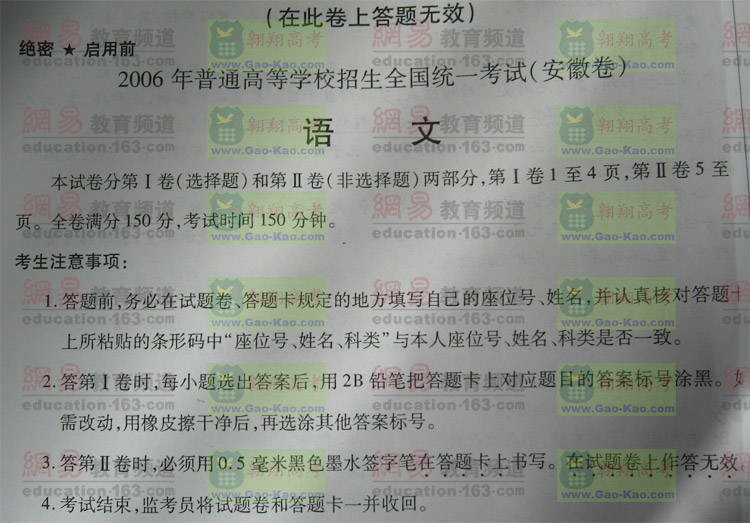 (在此卷上答题无效)
绝密 ★ 启用前
2006 年普通高等学校招生全国统一考试(安徽卷)
语 文
本试卷分第Ⅰ卷(选择题)和第Ⅱ卷(非选择题)两部分,第Ⅰ卷1至4页,第Ⅱ卷5至
页。全卷满分150分,考试时间150分钟。
考生注意事项:
1. 答题前,务必在试题卷、答题卡规定的地方填写自己的座位号、姓名,并认真核对答题卡
上所粘贴的条形码中“座位号、姓名、科类”与本人座位号、姓名、科类是否一致。
2. 答第Ⅰ卷时,每小题选出答案后,用2B铅笔把答题卡上对应题目的答案标号涂黑。如
需改动,用橡皮擦干净后,再选涂其他答案标号。
3. 答第Ⅱ卷时,必须用0.5毫米黑色墨水签字笔在答题卡上书写。在试题卷上作答无效。
4. 考试结束,监考员将试题卷和答题卡一并收回。
網易 教育频道
education·163·com
翱翔高考
www.Gao-Kao.com